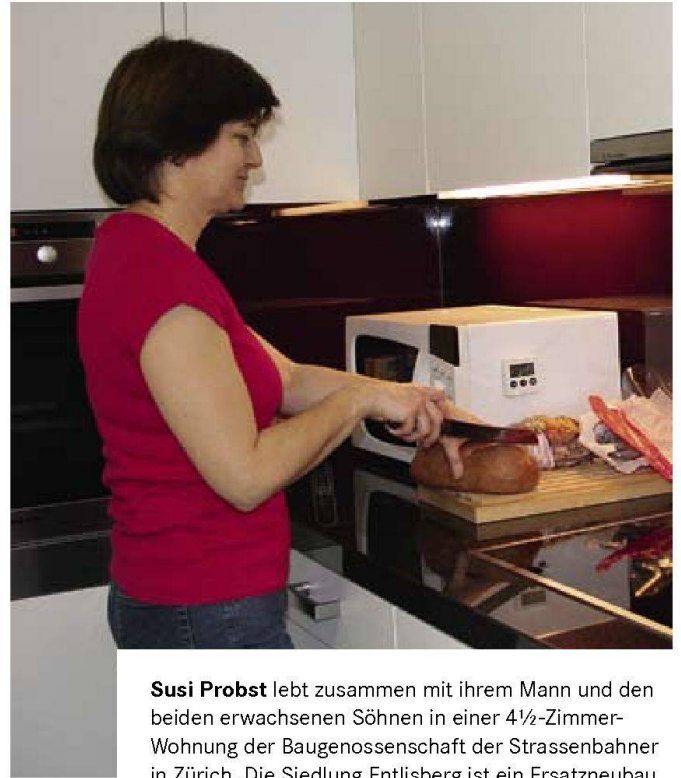 Susi Probst lebt zusammen mit ihrem Mann und den
beiden erwachsenen Söhnen in einer 4½-Zimmer-
Wohnung der Baugenossenschaft der Strassenbahner
in Zürich. Die Siedlung Entlisberg ist ein Ersatzneubau